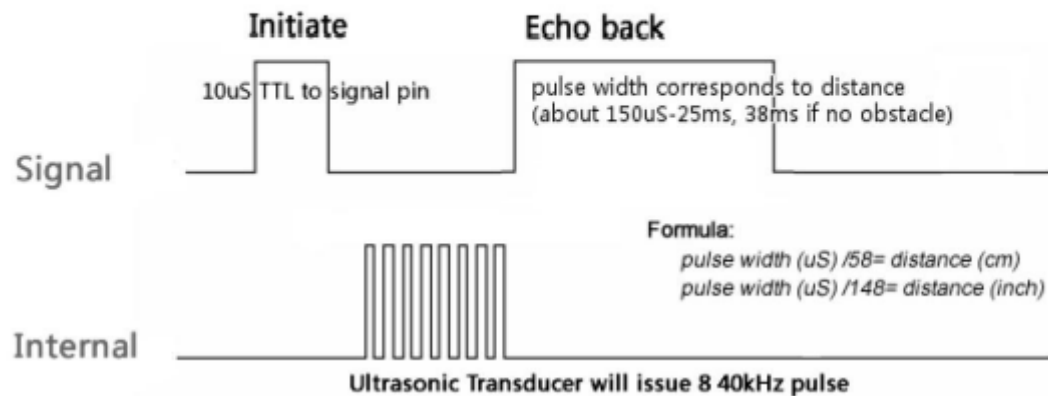 Initiate
Echo back
10uS TTL to signal pin
pulse width corresponds to distance
(about 150uS-25ms, 38ms if no obstacle)
Signal
Formula:
pulse width (uS) /58= distance (cm)
pulse width (uS) /148= distance (inch)
Internal
Ultrasonic Transducer will issue 8 40kHz pulse